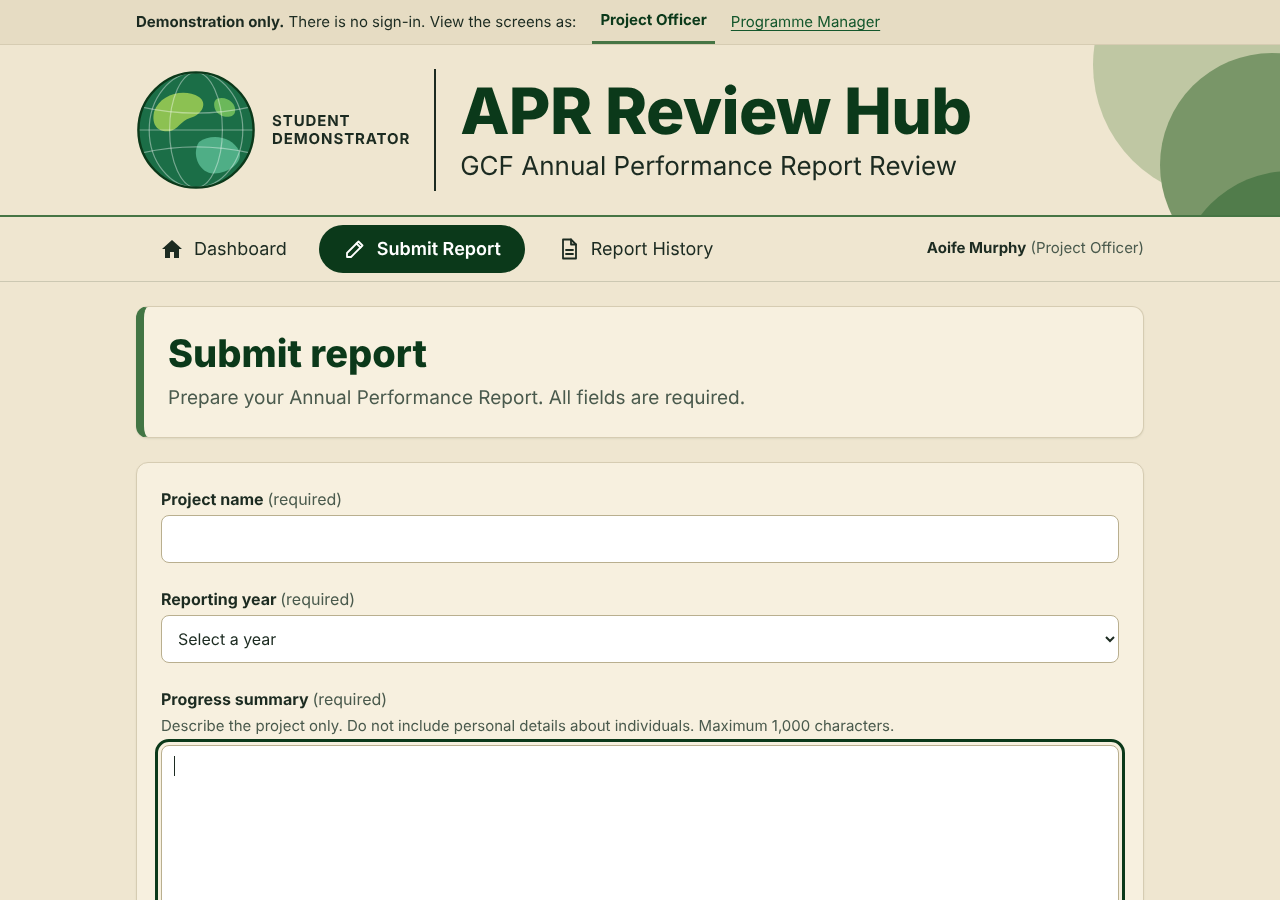 Demonstration only. There is no sign-in. View the screens as: Project Officer Programme Manager
STUDENT
DEMONSTRATOR
APR Review Hub
GCF Annual Performance Report Review
Dashboard Submit Report Report History Aoife Murphy (Project Officer)
Submit report
Prepare your Annual Performance Report. All fields are required.
Project name (required)
Reporting year (required)
Select a year
Progress summary (required)
Describe the project only. Do not include personal details about individuals. Maximum 1,000 characters.